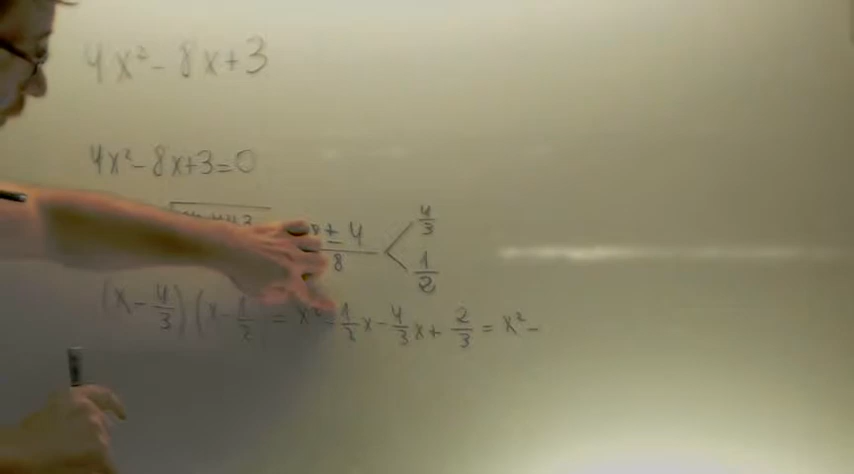 4x² - 8x + 3
4x² - 8x + 3 = 0
8 ± 4 / 8 < 4/3 1/2
(x - 4/3)(x - 1/2) = x² - 1/2 x - 4/3 x + 2/3 = x² -